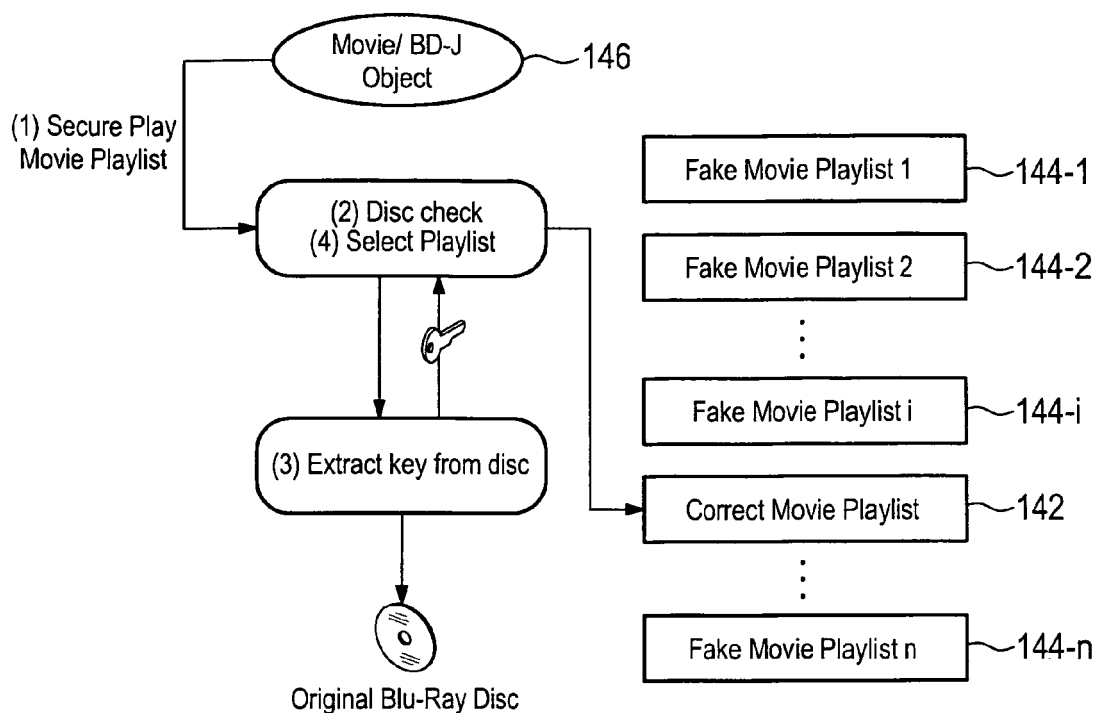 Movie/ BD-J
Object
146
(1) Secure Play
Movie Playlist
(2) Disc check
(4) Select Playlist
(3) Extract key from disc
Original Blu-Ray Disc
Fake Movie Playlist 1
144-1
Fake Movie Playlist 2
144-2
Fake Movie Playlist i
144-i
Correct Movie Playlist
142
Fake Movie Playlist n
144-n